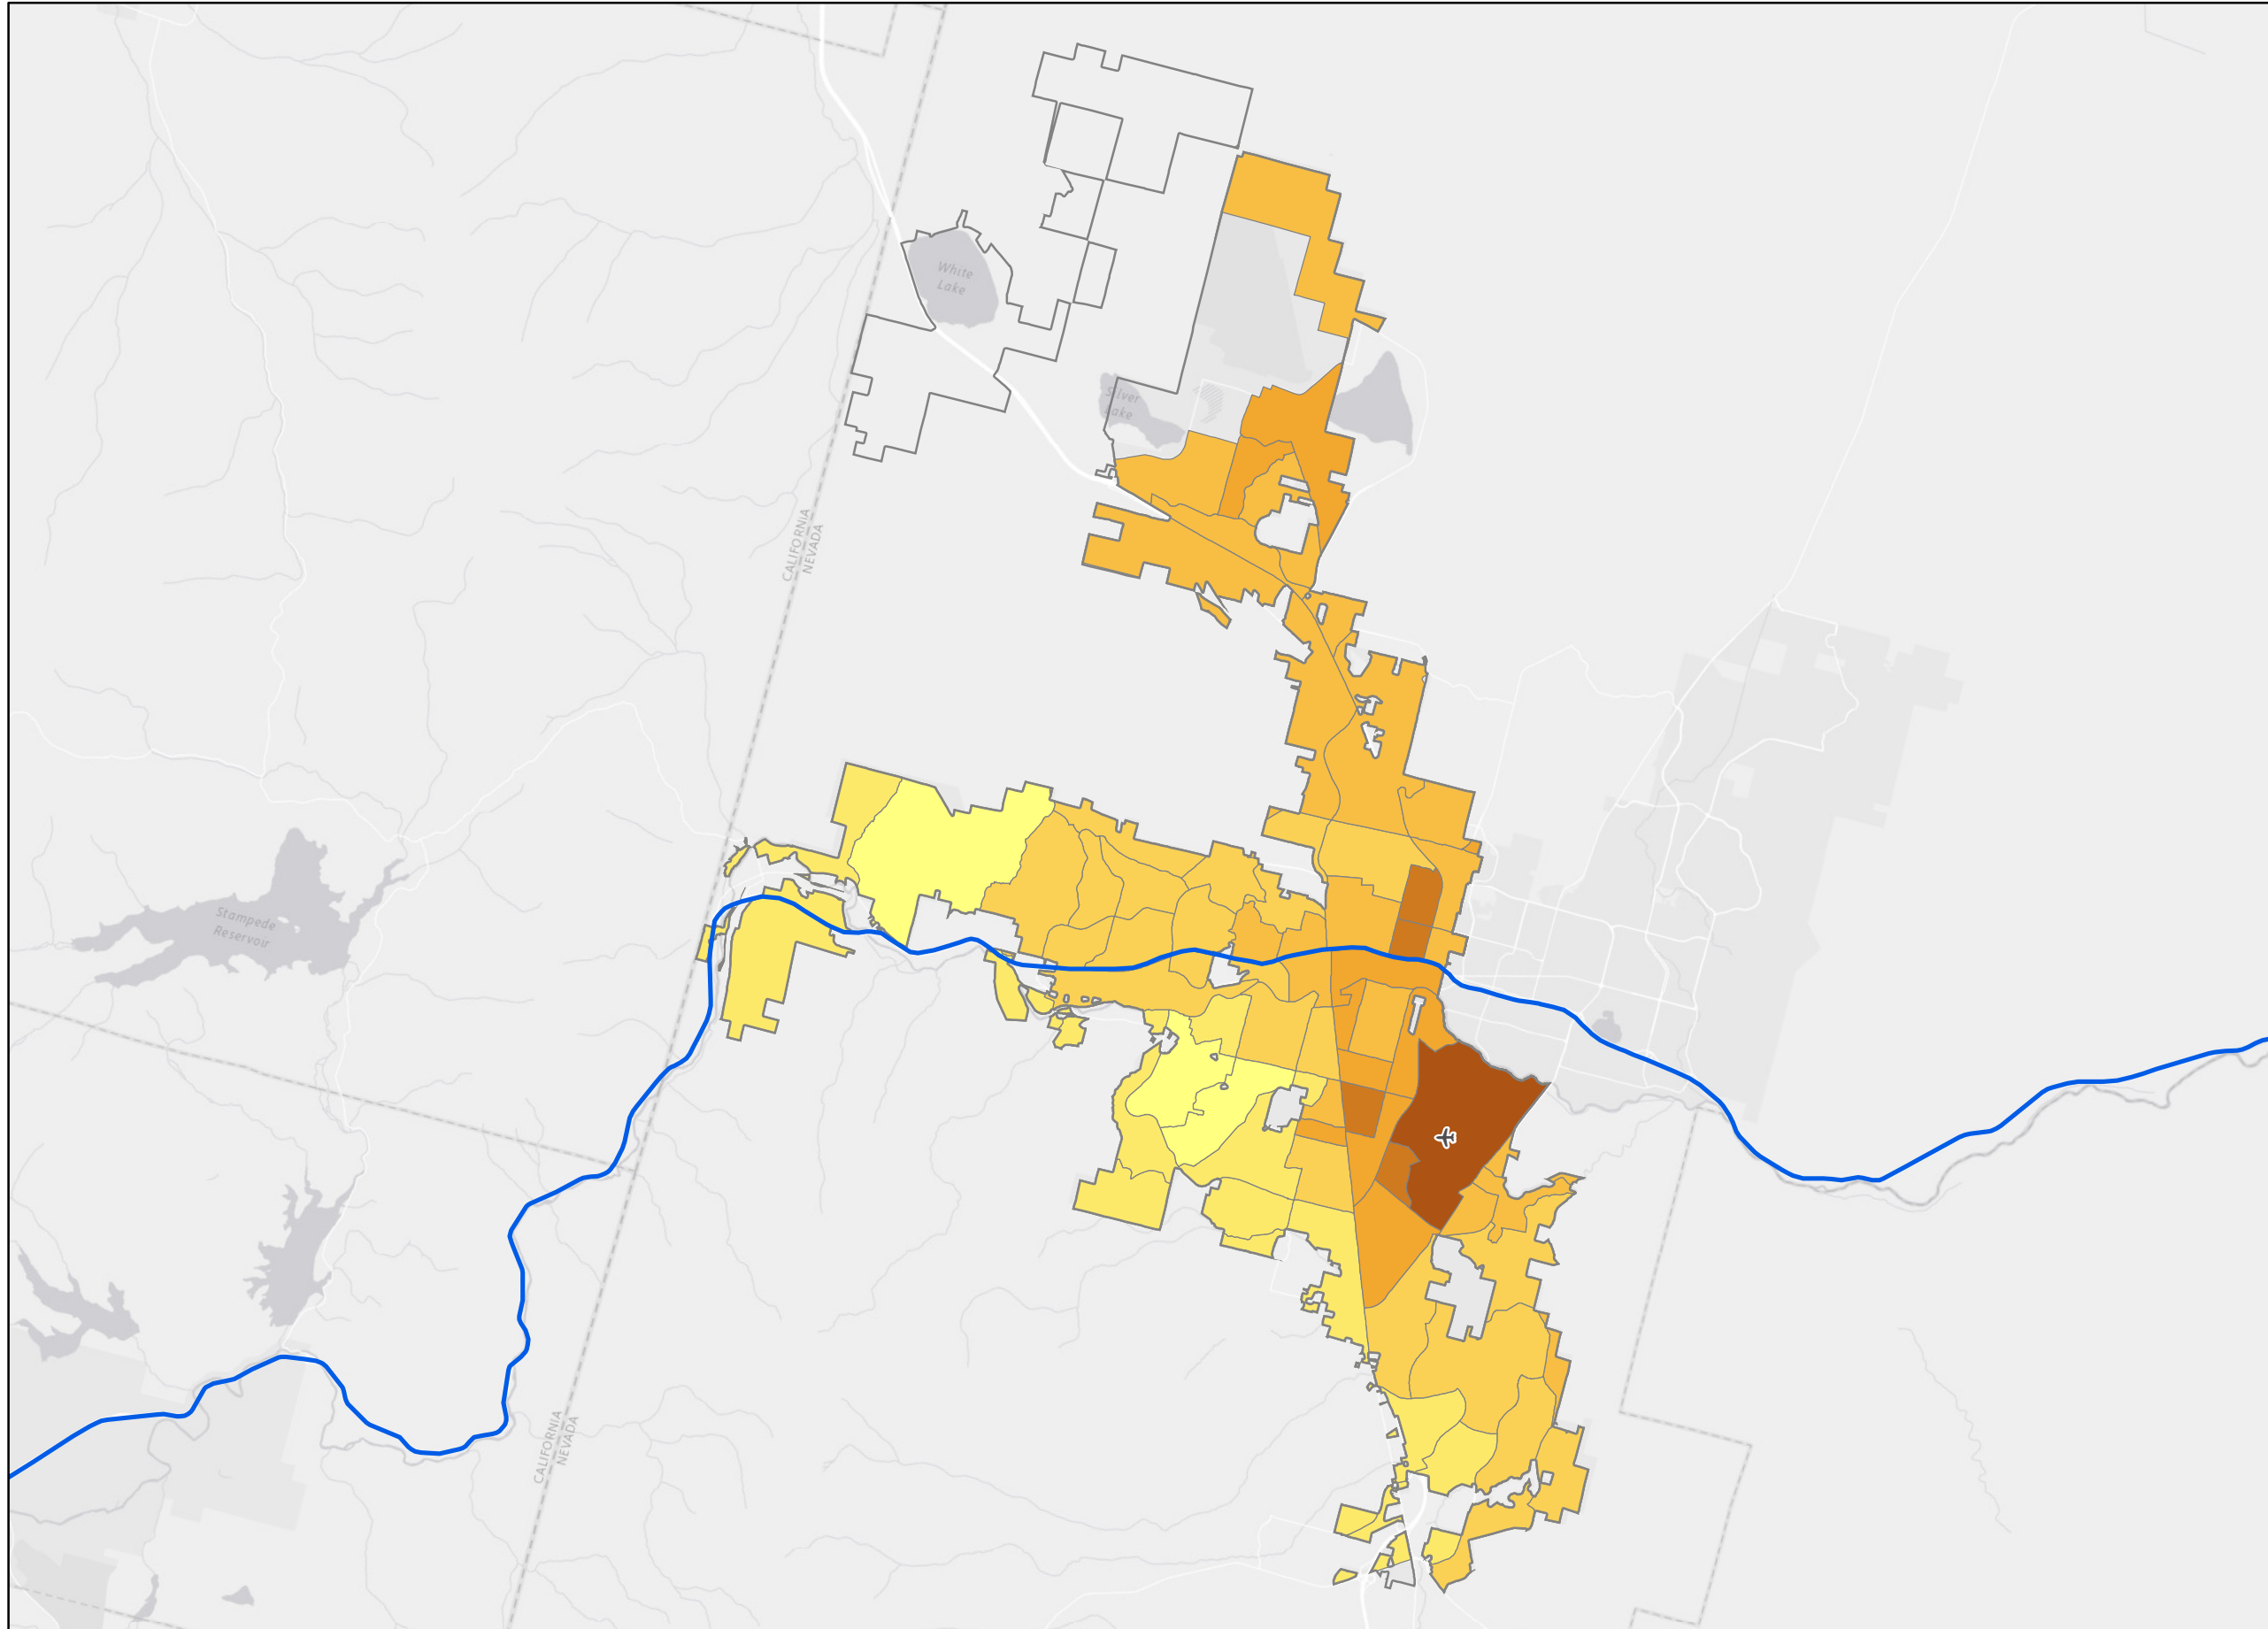 White
Lake
Silver
Lake
CALIFORNIA
NEVADA
Stampede
Reservoir
CALIFORNIA
NEVADA